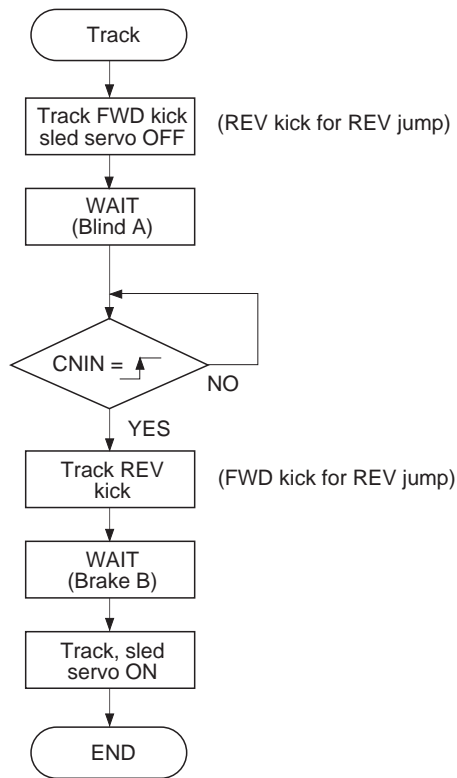 Track
Track FWD kick
sled servo OFF
(REV kick for REV jump)
WAIT
(Blind A)
CNIN =
NO
YES
Track REV
kick
(FWD kick for REV jump)
WAIT
(Brake B)
Track, sled
servo ON
END